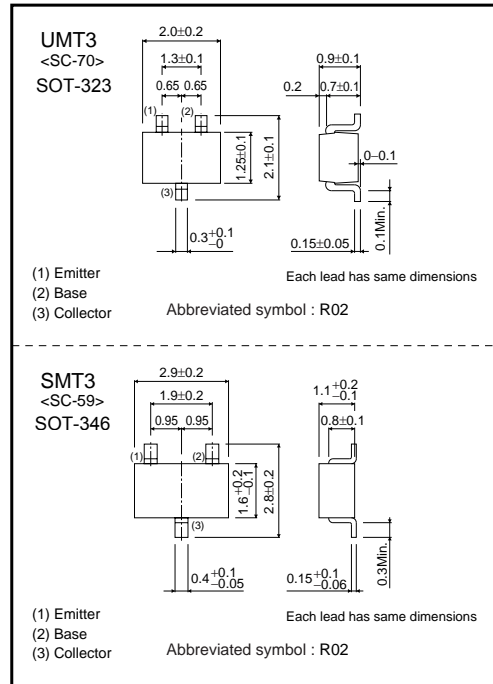 UMT3
<SC-70>
SOT-323
2.0±0.2
1.3±0.1
0.65 0.65
(1) (2)
(3)
1.25±0.1
2.1±0.1
0.3 +0.1 −0
0.9±0.1
0.2 0.7±0.1
0−0.1
0.1Min.
0.15±0.05
Each lead has same dimensions
(1) Emitter
(2) Base
(3) Collector
Abbreviated symbol : R02
SMT3
<SC-59>
SOT-346
2.9±0.2
1.9±0.2
0.95 0.95
(1) (2)
(3)
1.6 +0.2 −0.1
2.8±0.2
0.4 +0.1 −0.05
1.1 +0.2 −0.1
0.8±0.1
0.3Min.
0.15 +0.1 −0.06
Each lead has same dimensions
(1) Emitter
(2) Base
(3) Collector
Abbreviated symbol : R02